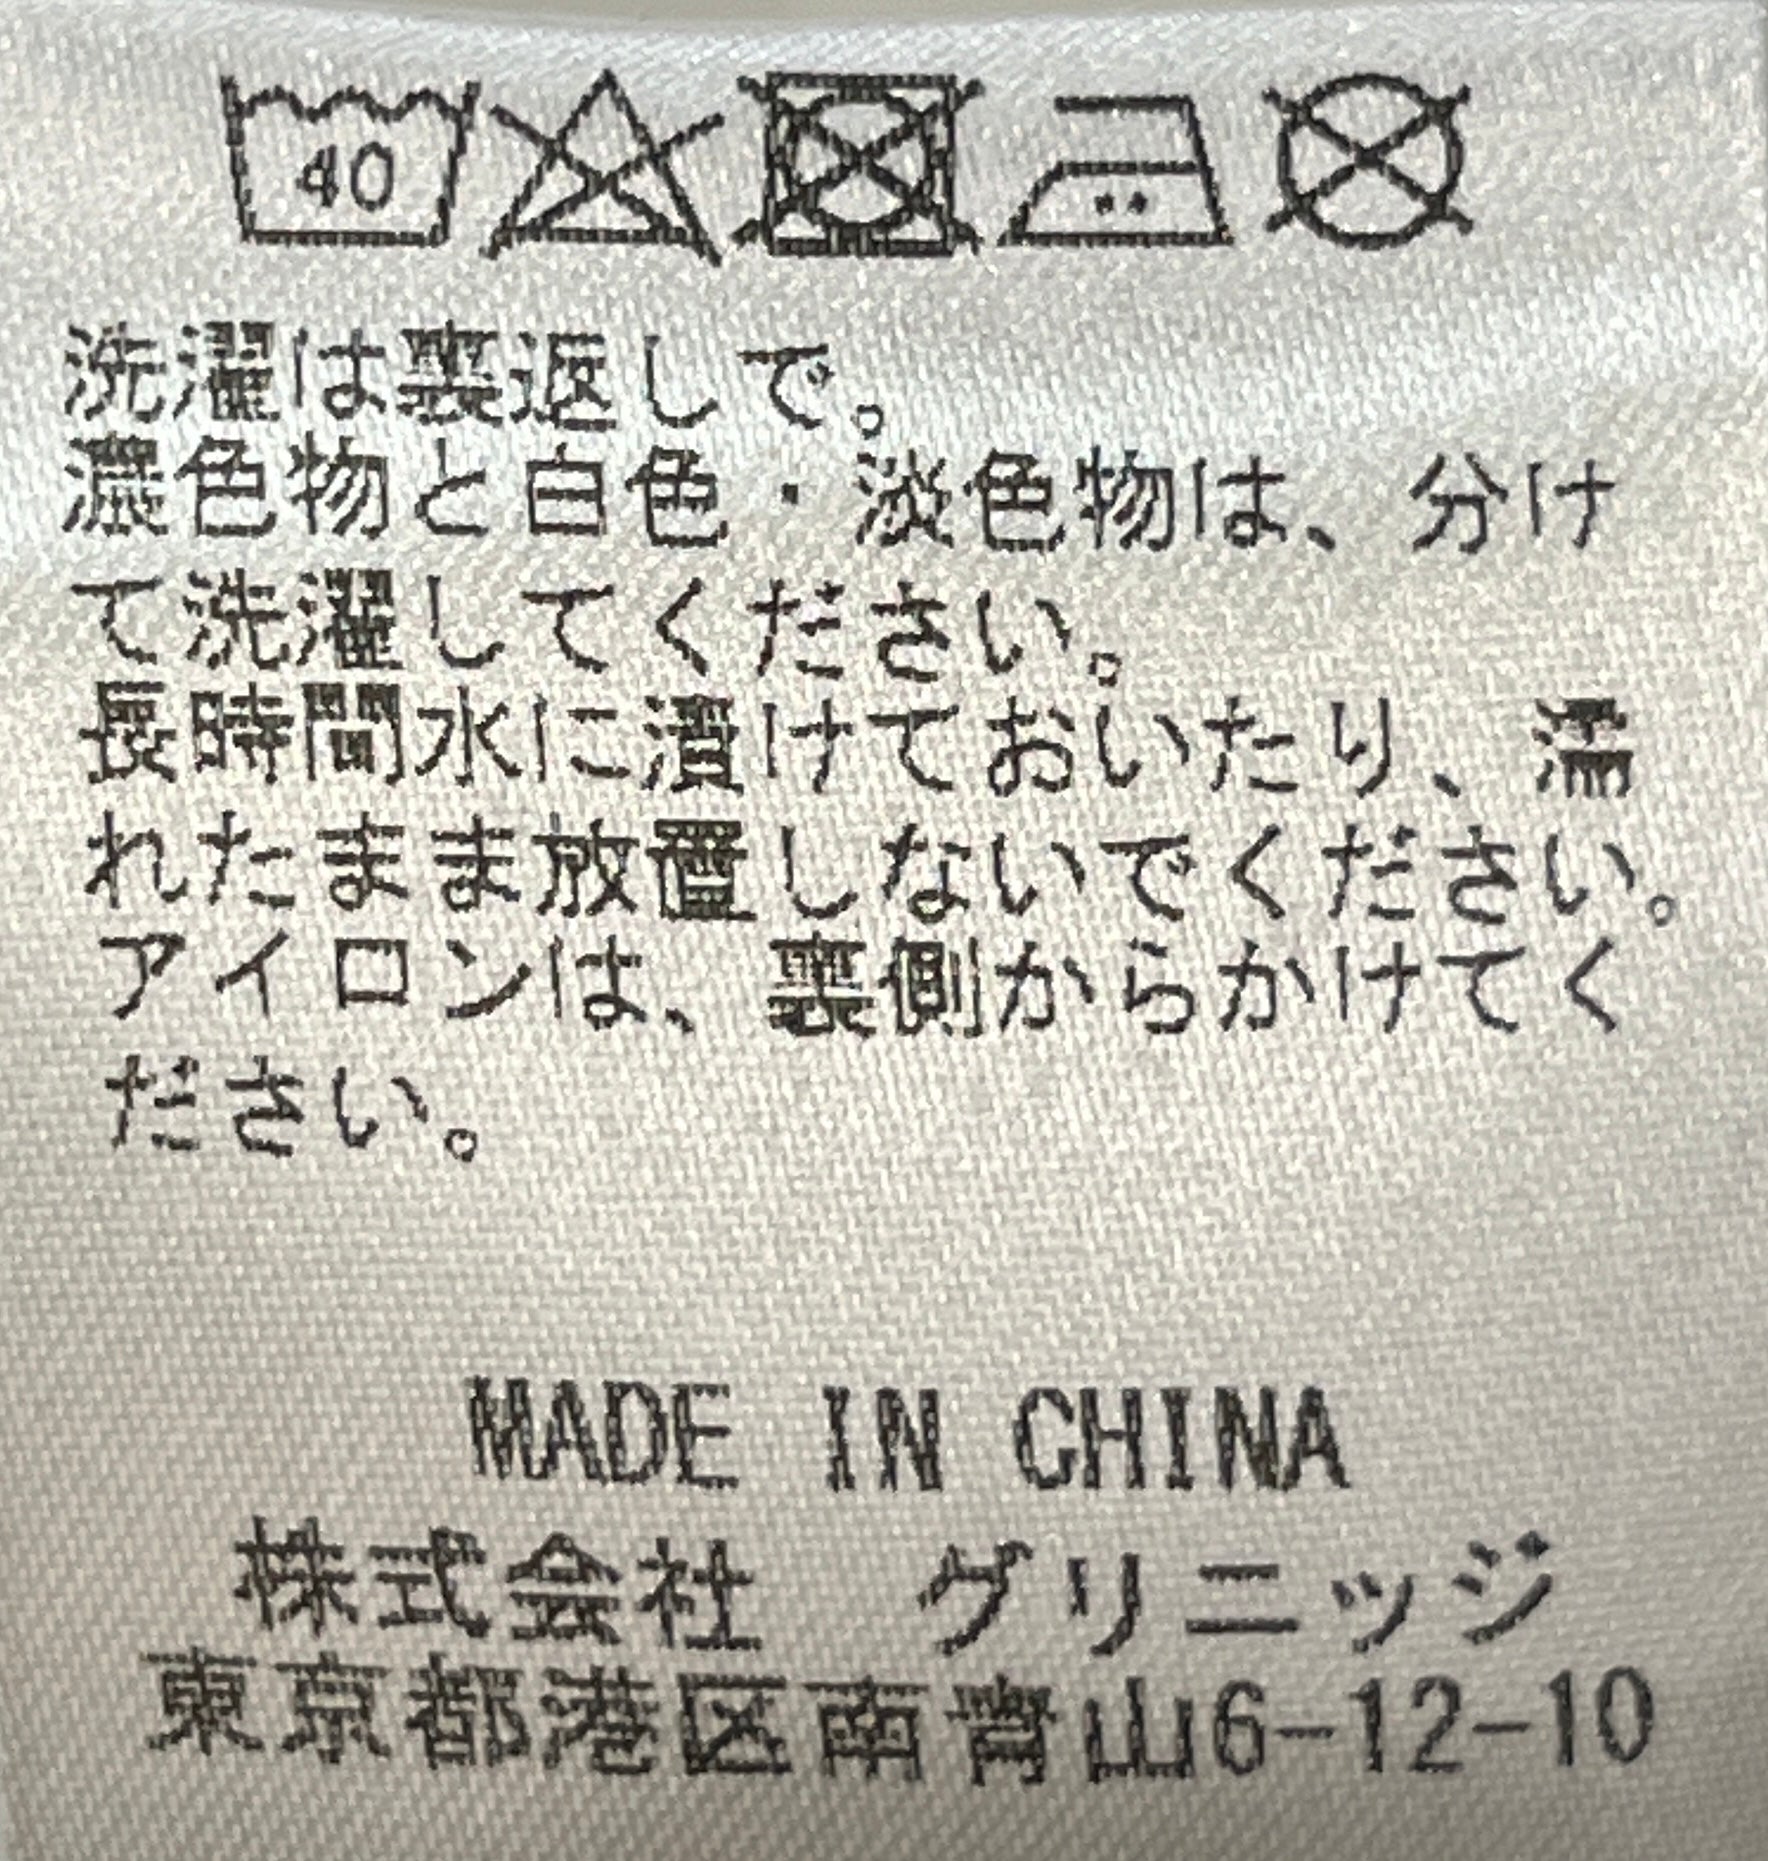 40
洗濯は裏返しで。
濃色物と白色・淡色物は、分け
て洗濯してください。
長時間水に漬けておいたり、濡
れたまま放置しないでください。
アイロンは、裏側からかけてく
ださい。
MADE IN CHINA
株式会社 グリニッジ
東京都港区南青山6-12-10